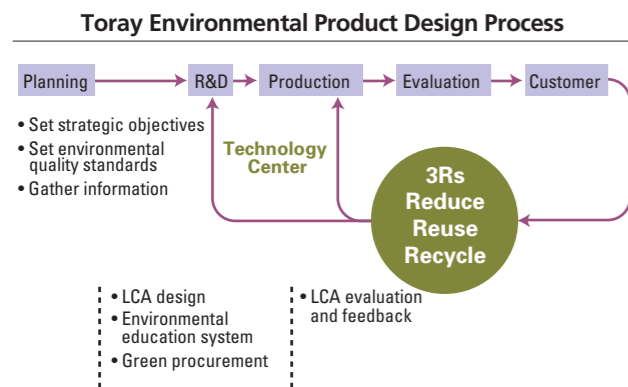 Toray Environmental Product Design Process
Planning
R&D
Production
Evaluation
Customer
• Set strategic objectives
• Set environmental
quality standards
• Gather information
Technology
Center
3Rs
Reduce
Reuse
Recycle
• LCA design
• Environmental
education system
• Green procurement
• LCA evaluation
and feedback